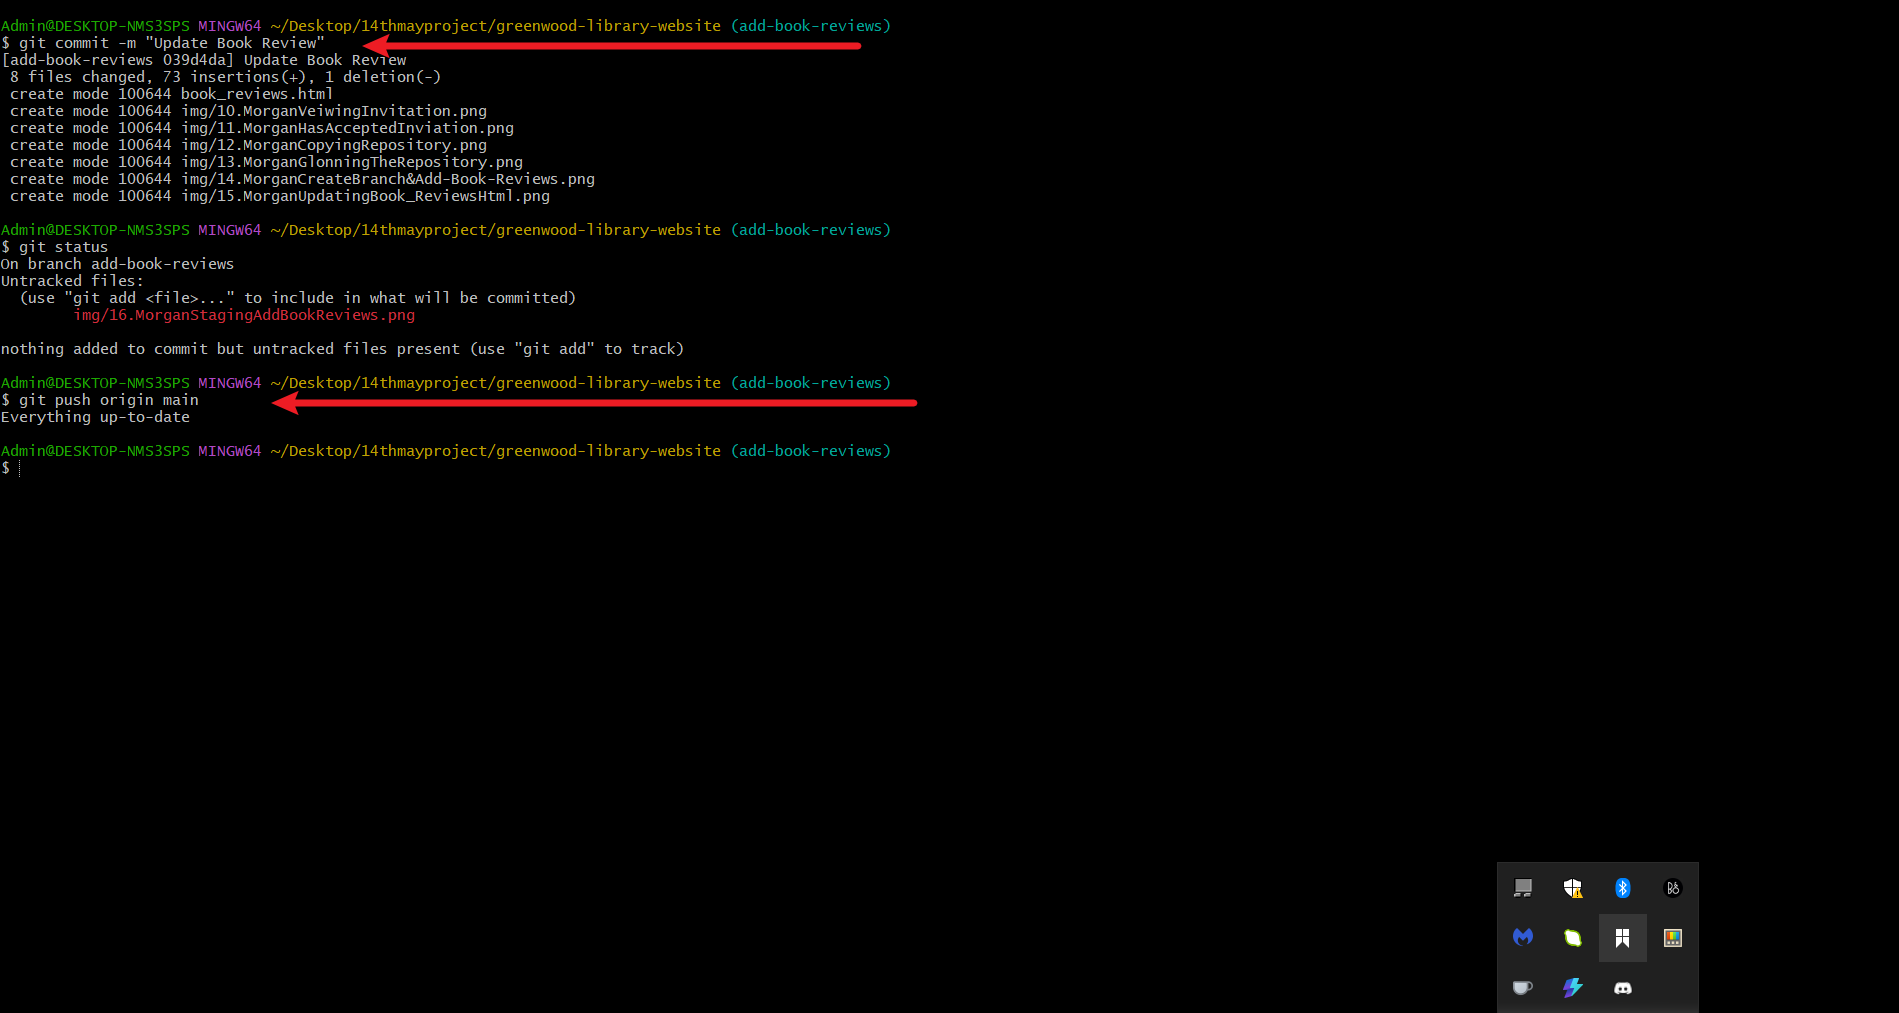 Admin@DESKTOP-NMS3SPS MINGW64 ~/Desktop/14thmayproject/greenwood-library-website (add-book-reviews)
$ git commit -m "Update Book Review"
[add-book-reviews 039d4da] Update Book Review
 8 files changed, 73 insertions(+), 1 deletion(-)
 create mode 100644 book_reviews.html
 create mode 100644 img/10.MorganVeiwingInvitation.png
 create mode 100644 img/11.MorganHasAcceptedInviation.png
 create mode 100644 img/12.MorganCopyingRepository.png
 create mode 100644 img/13.MorganGlonningTheRepository.png
 create mode 100644 img/14.MorganCreateBranch&Add-Book-Reviews.png
 create mode 100644 img/15.MorganUpdatingBook_ReviewsHtml.png
Admin@DESKTOP-NMS3SPS MINGW64 ~/Desktop/14thmayproject/greenwood-library-website (add-book-reviews)
$ git status
On branch add-book-reviews
Untracked files:
  (use "git add <file>..." to include in what will be committed)
        img/16.MorganStagingAddBookReviews.png
nothing added to commit but untracked files present (use "git add" to track)
Admin@DESKTOP-NMS3SPS MINGW64 ~/Desktop/14thmayproject/greenwood-library-website (add-book-reviews)
$ git push origin main
Everything up-to-date
Admin@DESKTOP-NMS3SPS MINGW64 ~/Desktop/14thmayproject/greenwood-library-website (add-book-reviews)
$